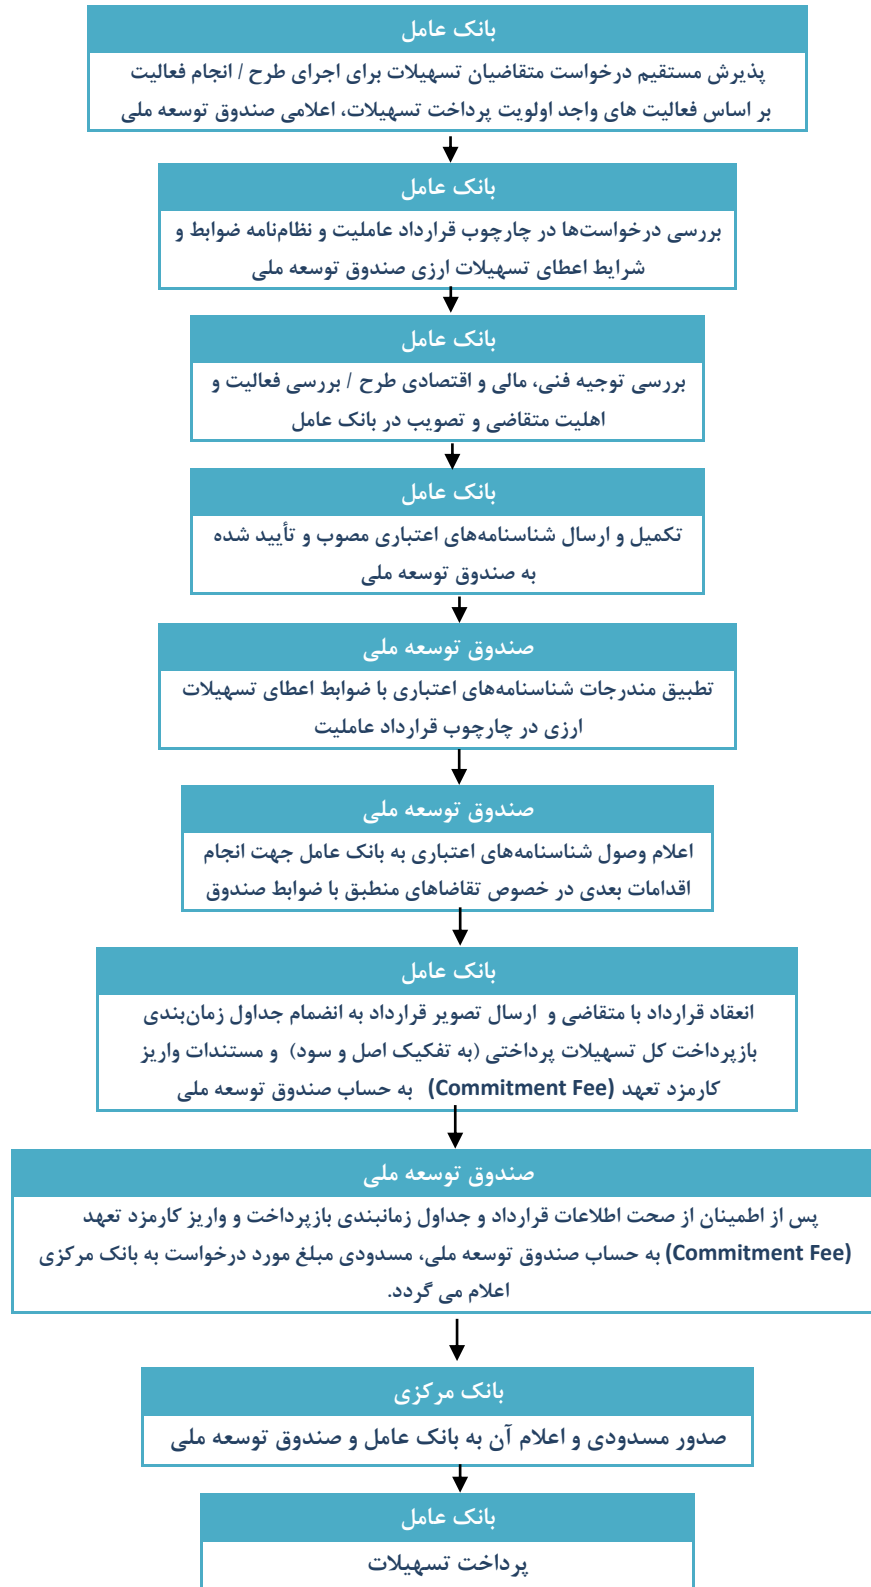 بانک عامل
پذیرش مستقیم درخواست متقاضیان تسهیلات برای اجرای طرح / انجام فعالیت
بر اساس فعالیت های واجد اولویت پرداخت تسهیلات، اعلامی صندوق توسعه ملی
بانک عامل
بررسی درخواست‌ها در چارچوب قرارداد عاملیت و نظام‌نامه ضوابط و
شرایط اعطای تسهیلات ارزی صندوق توسعه ملی
بانک عامل
بررسی توجیه فنی، مالی و اقتصادی طرح / بررسی فعالیت و
اهلیت متقاضی و تصویب در بانک عامل
بانک عامل
تکمیل و ارسال شناسنامه‌های اعتباری مصوب و تأیید شده
به صندوق توسعه ملی
صندوق توسعه ملی
تطبیق مندرجات شناسنامه‌های اعتباری با ضوابط اعطای تسهیلات
ارزی در چارچوب قرارداد عاملیت
صندوق توسعه ملی
اعلام وصول شناسنامه‌های اعتباری به بانک عامل جهت انجام
اقدامات بعدی در خصوص تقاضاهای منطبق با ضوابط صندوق
بانک عامل
انعقاد قرارداد با متقاضی و ارسال تصویر قرارداد به انضمام جداول زمان‌بندی
بازپرداخت کل تسهیلات پرداختی (به تفکیک اصل و سود) و مستندات واریز
کارمزد تعهد (Commitment Fee) به حساب صندوق توسعه ملی
صندوق توسعه ملی
پس از اطمینان از صحت اطلاعات قرارداد و جداول زمانبندی بازپرداخت و واریز کارمزد تعهد
(Commitment Fee) به حساب صندوق توسعه ملی، مسدودی مبلغ مورد درخواست به بانک مرکزی
اعلام می گردد.
بانک مرکزی
صدور مسدودی و اعلام آن به بانک عامل و صندوق توسعه ملی
بانک عامل
پرداخت تسهیلات